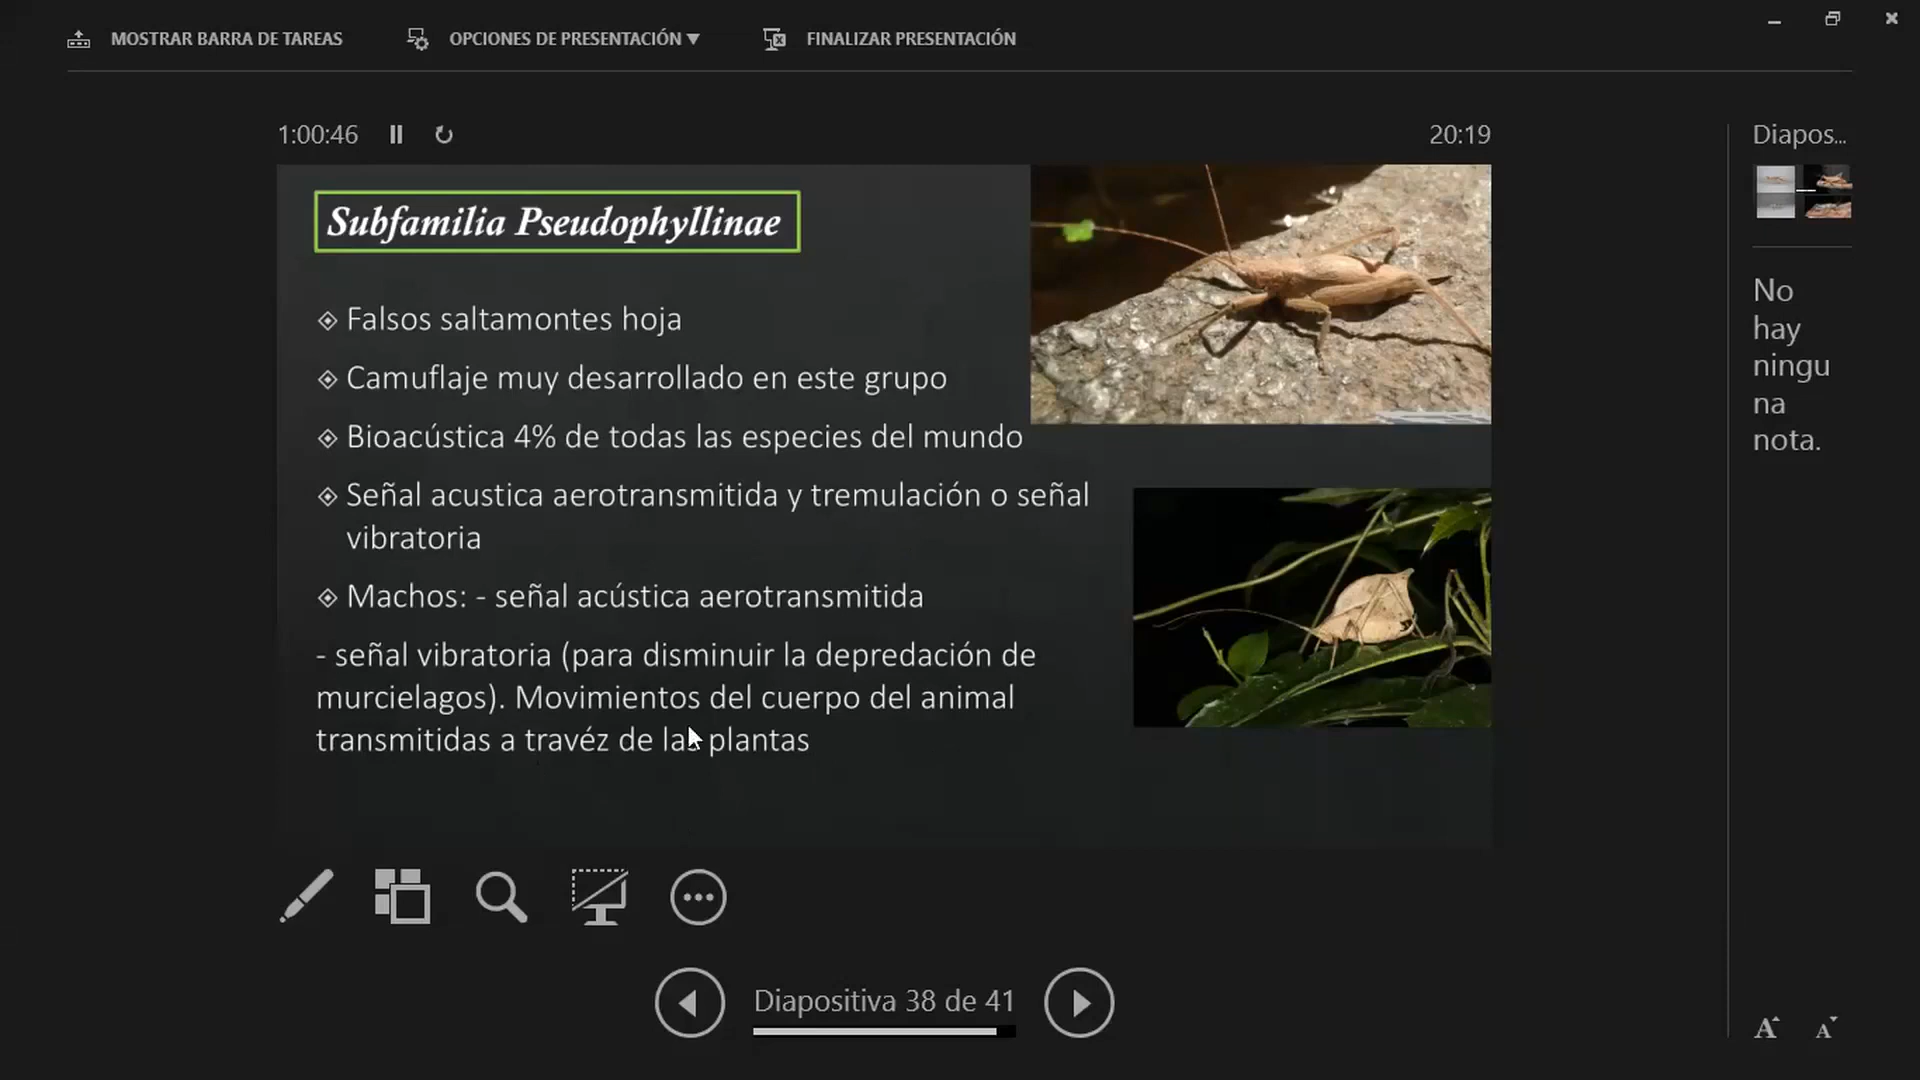 MOSTRAR BARRA DE TAREAS
OPCIONES DE PRESENTACIÓN ▼
FINALIZAR PRESENTACIÓN
1:00:46
20:19
Subfamilia Pseudophyllinae
Falsos saltamontes hoja
Camuflaje muy desarrollado en este grupo
Bioacústica 4% de todas las especies del mundo
Señal acustica aerotransmitida y tremulación o señal
vibratoria
Machos: - señal acústica aerotransmitida
- señal vibratoria (para disminuir la depredación de
murcielagos). Movimientos del cuerpo del animal
transmitidas a travéz de las plantas
Diapositiva 38 de 41
Diapos...
No
hay
ningu
na
nota.
A A